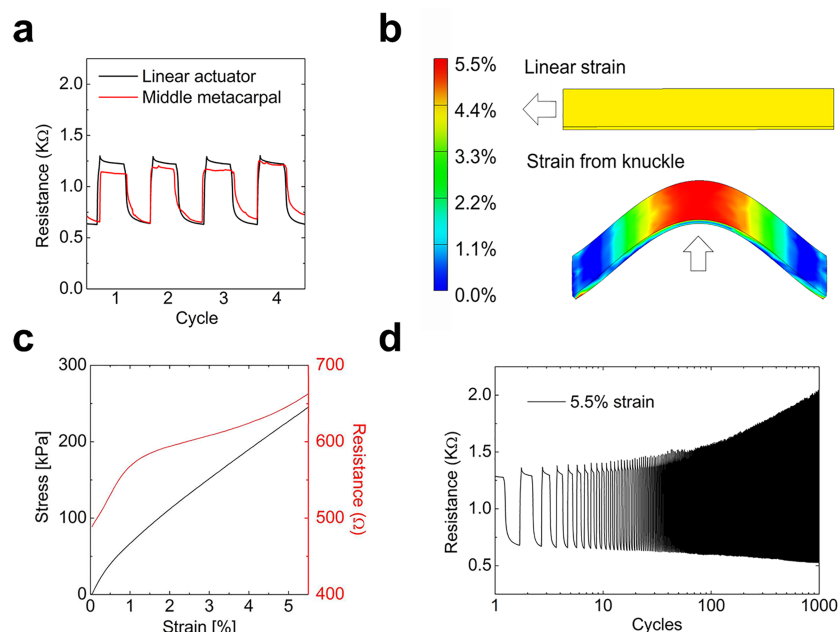 a
2.0
1.5
1.0
0.5
0.0
Resistance (KΩ)
Linear actuator
Middle metacarpal
1 2 3 4
Cycle
b
5.5%
4.4%
3.3%
2.2%
1.1%
0.0%
Linear strain
Strain from knuckle
c
300
200
100
0
Stress [kPa]
700
600
500
400
Resistance (Ω)
0 1 2 3 4 5
Strain [%]
d
2.0
1.5
1.0
0.5
Resistance (KΩ)
5.5% strain
1 10 100 1000
Cycles